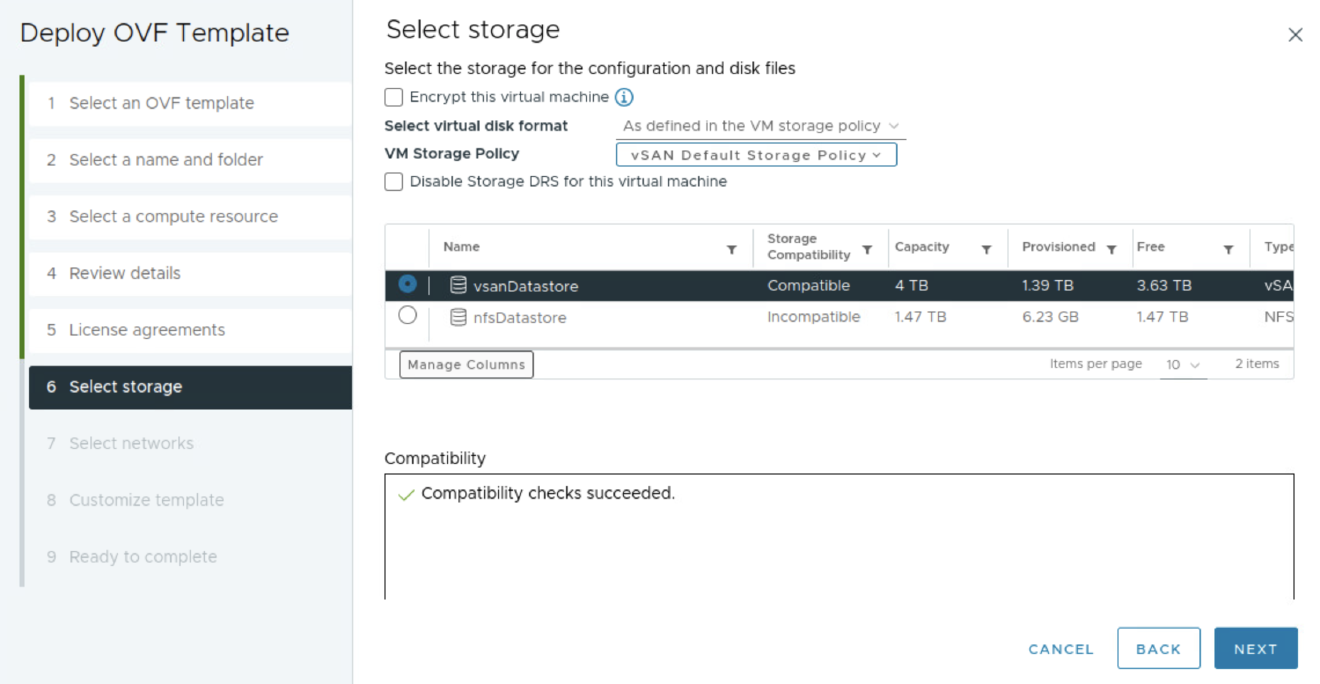 Deploy OVF Template
1 Select an OVF template
2 Select a name and folder
3 Select a compute resource
4 Review details
5 License agreements
6 Select storage
7 Select networks
8 Customize template
9 Ready to complete
Select storage
Select the storage for the configuration and disk files
Encrypt this virtual machine
Select virtual disk format As defined in the VM storage policy
VM Storage Policy vSAN Default Storage Policy
Disable Storage DRS for this virtual machine
Name Storage Compatibility Capacity Provisioned Free Type
vsanDatastore Compatible 4 TB 1.39 TB 3.63 TB vSA
nfsDatastore Incompatible 1.47 TB 6.23 GB 1.47 TB NFS
Manage Columns Items per page 10 2 items
Compatibility
Compatibility checks succeeded.
CANCEL BACK NEXT